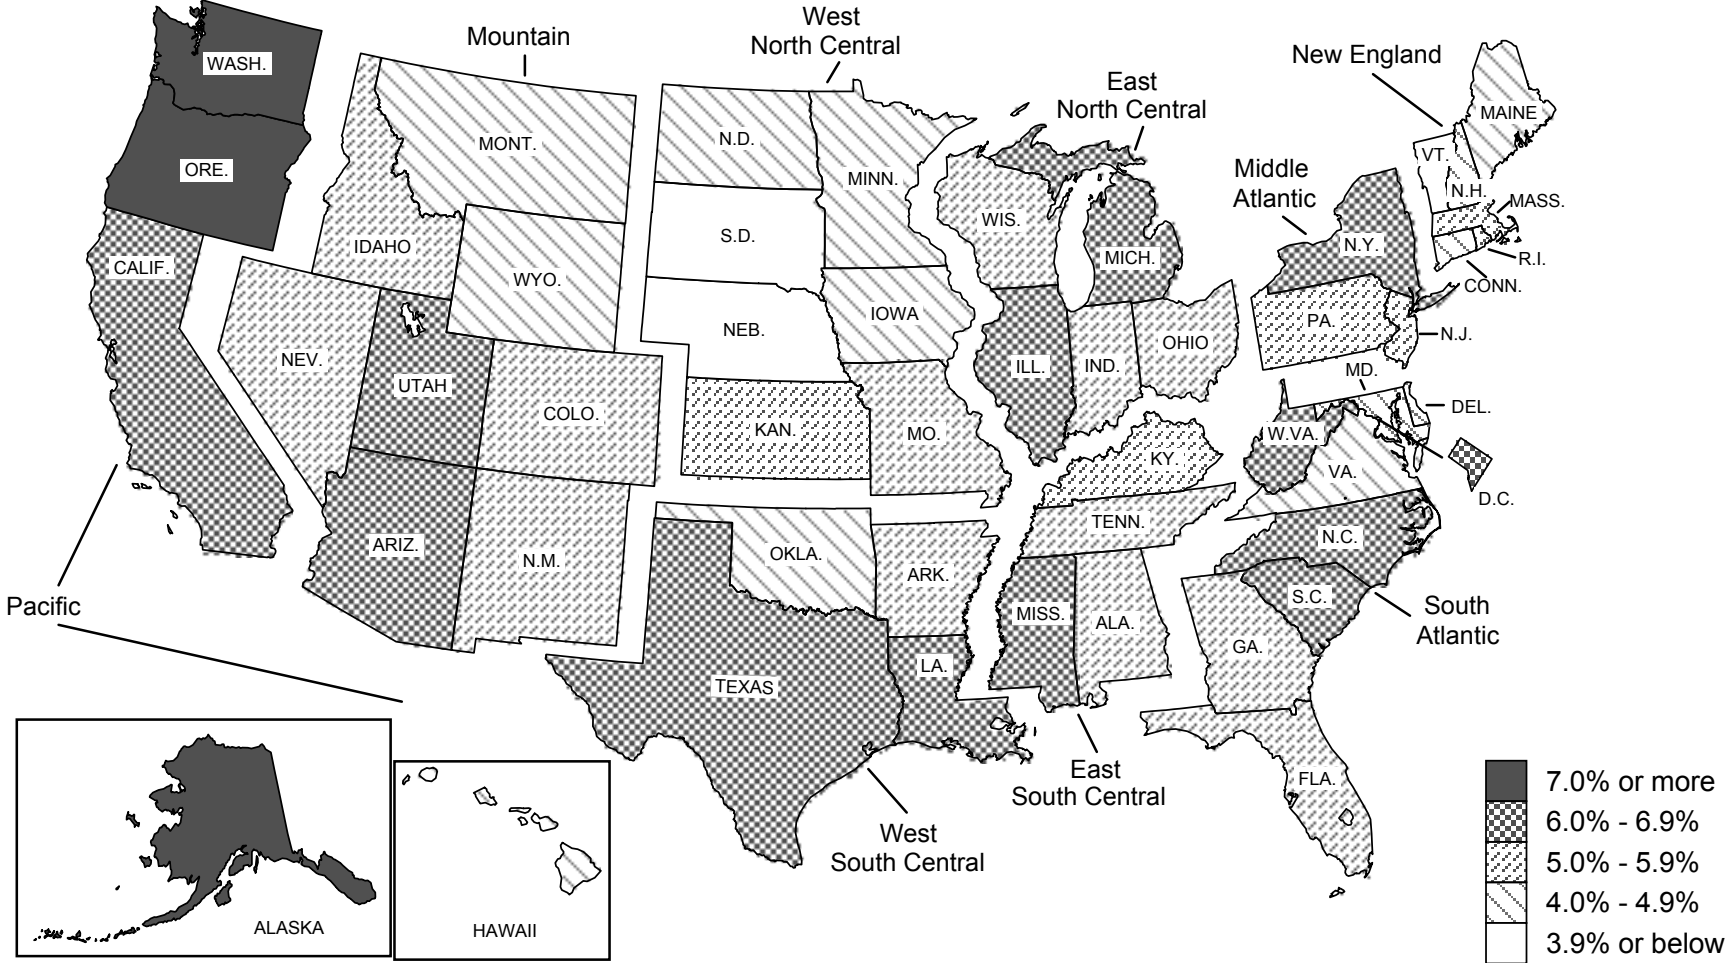 West
North Central
Mountain
New England
East
North Central
Middle
Atlantic
WASH.
MONT.
N.D.
MINN.
MAINE
VT.
N.H.
MASS.
ORE.
IDAHO
WYO.
S.D.
WIS.
MICH.
N.Y.
R.I.
CONN.
CALIF.
NEV.
UTAH
COLO.
NEB.
IOWA
ILL.
IND.
OHIO
PA.
N.J.
MD.
DEL.
KAN.
MO.
KY.
W.VA.
VA.
D.C.
ARIZ.
N.M.
OKLA.
ARK.
TENN.
N.C.
S.C.
Pacific
TEXAS
LA.
MISS.
ALA.
GA.
South
Atlantic
FLA.
East
South Central
West
South Central
ALASKA
HAWAII
7.0% or more
6.0% - 6.9%
5.0% - 5.9%
4.0% - 4.9%
3.9% or below